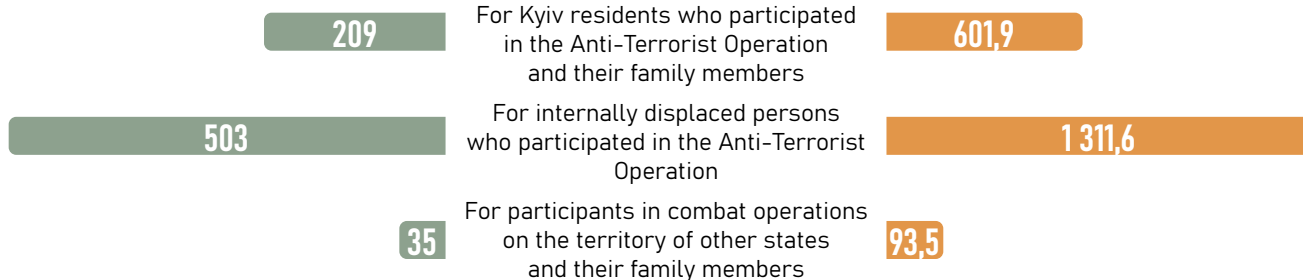 209
For Kyiv residents who participated
in the Anti-Terrorist Operation
and their family members
601,9
503
For internally displaced persons
who participated in the Anti-Terrorist
Operation
1 311,6
35
For participants in combat operations
on the territory of other states
and their family members
93,5